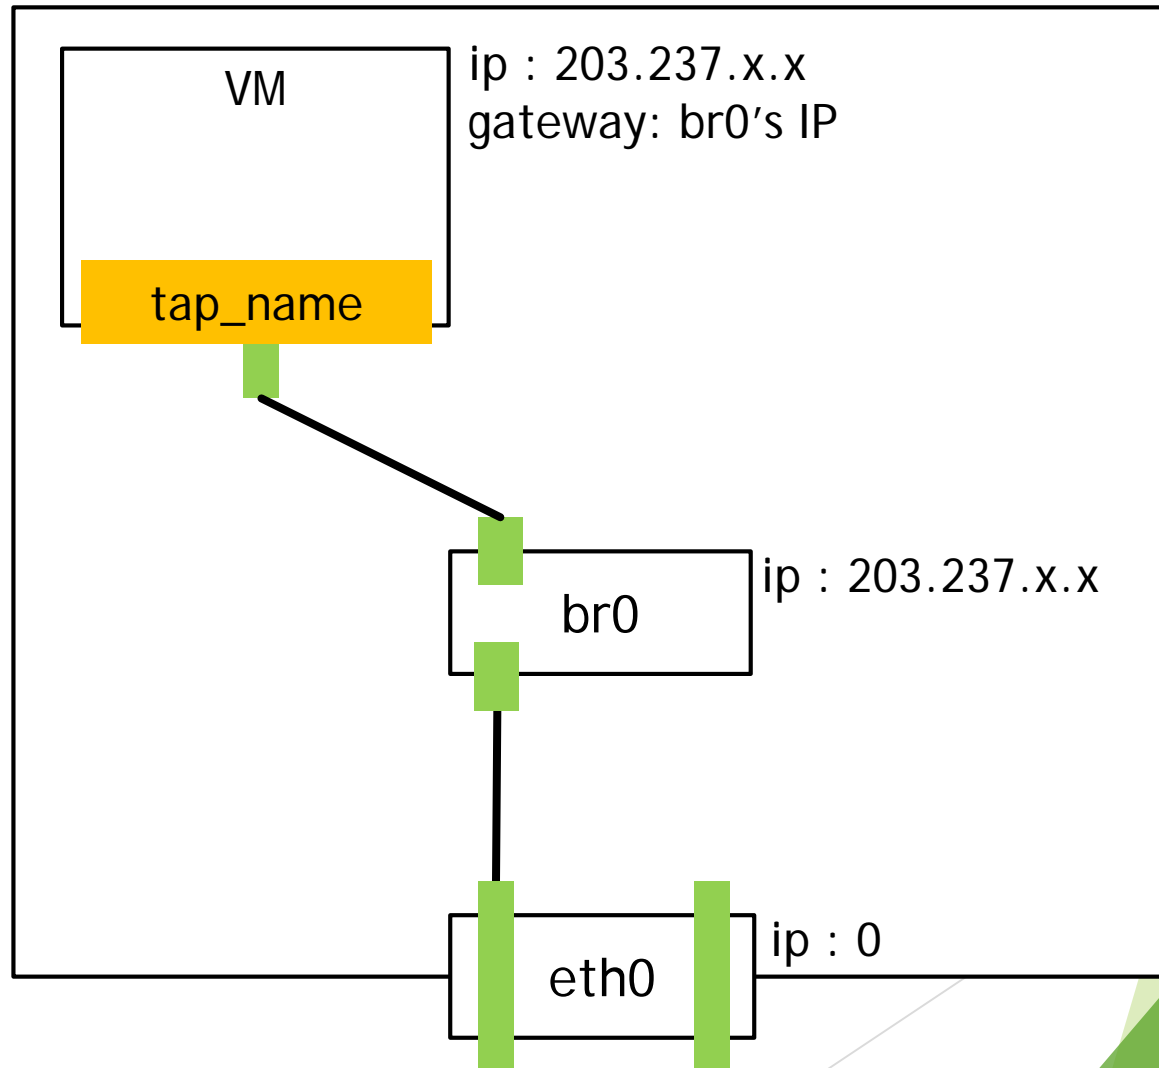 VM
ip : 203.237.x.x
gateway: br0's IP
tap_name
br0
ip : 203.237.x.x
eth0
ip : 0